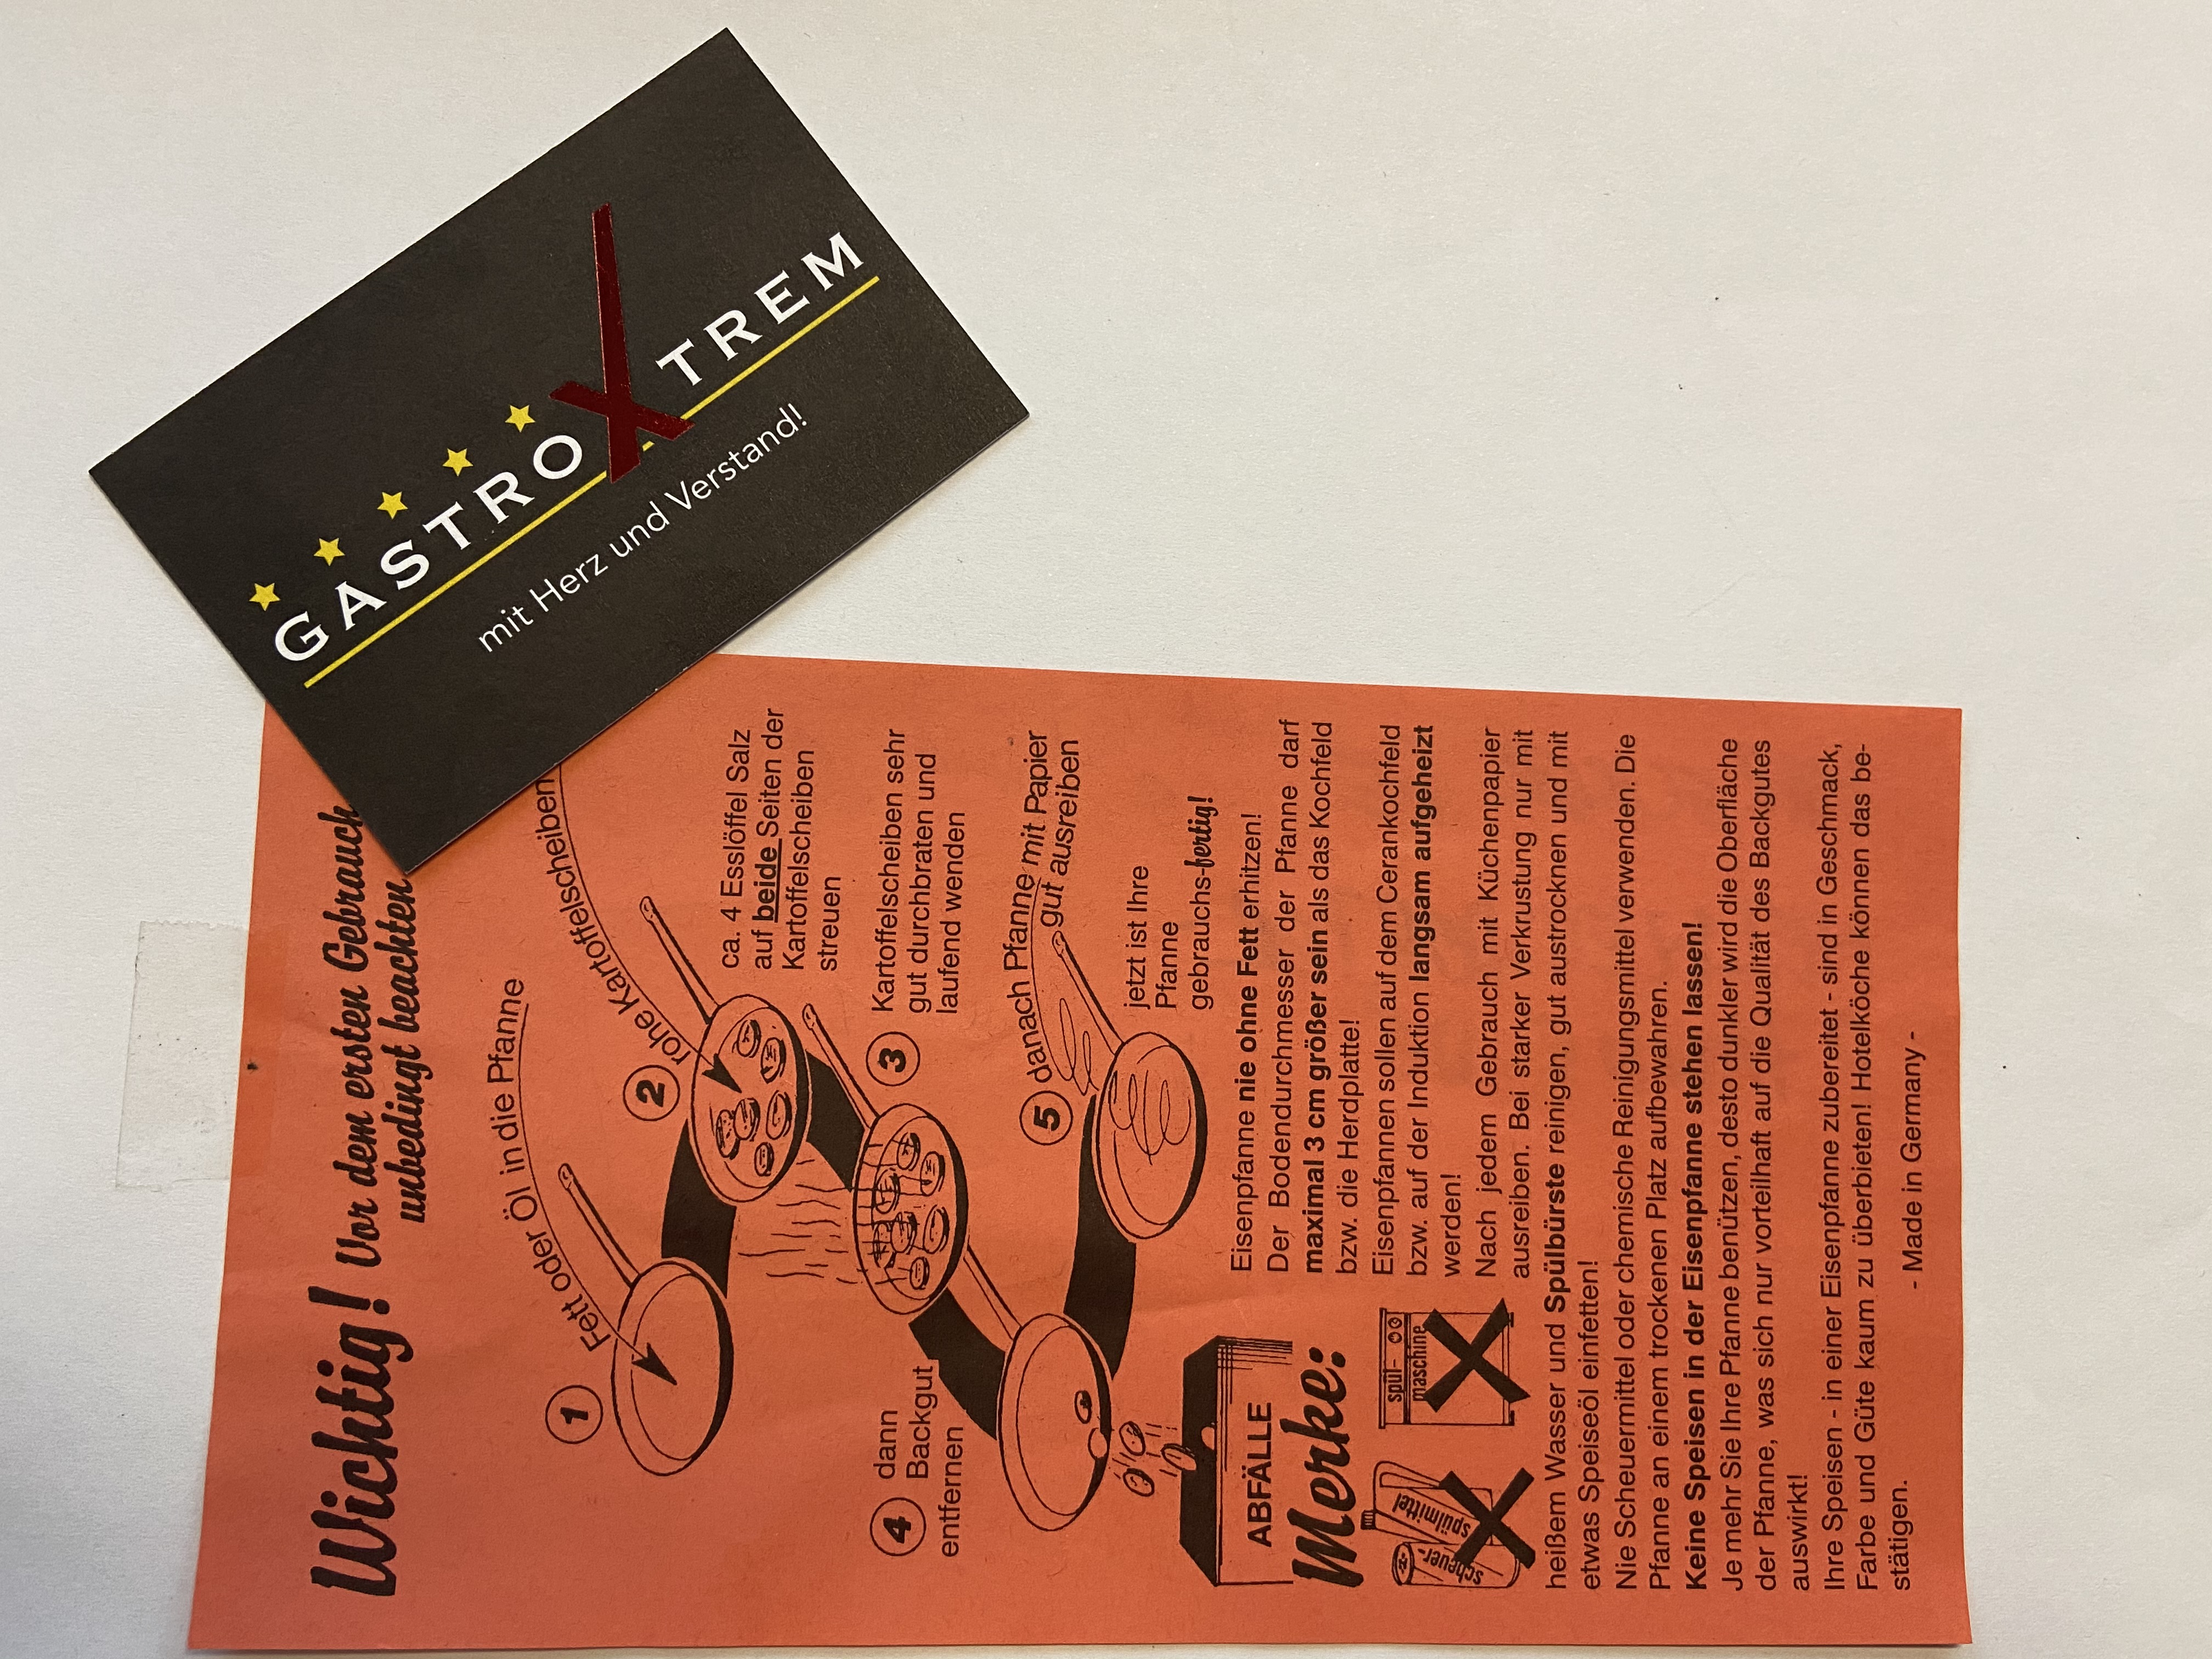 GASTROXTREM
mit Herz und Verstand!
Wichtig! Vor dem ersten Gebrauch
unbedingt beachten
1
Fett oder Öl in die Pfanne
2
rohe Kartoffelscheiben
ca. 4 Esslöffel Salz
auf beide Seiten der
Kartoffelscheiben
streuen
3
Kartoffelscheiben sehr
gut durchbraten und
laufend wenden
4 dann
Backgut
entfernen
ABFÄLLE
5 danach Pfanne mit Papier
gut ausreiben
jetzt ist Ihre
Pfanne
gebrauchs-fertig!
Merke:
scheuer-
spülmittel
spül-
maschine
Eisenpfanne nie ohne Fett erhitzen!
Der Bodendurchmesser der Pfanne darf
maximal 3 cm größer sein als das Kochfeld
bzw. die Herdplatte!
Eisenpfannen sollen auf dem Cerankochfeld
bzw. auf der Induktion langsam aufgeheizt
werden!
Nach jedem Gebrauch mit Küchenpapier
ausreiben. Bei starker Verkrustung nur mit
heißem Wasser und Spülbürste reinigen, gut austrocknen und mit
etwas Speiseöl einfetten!
Nie Scheuermittel oder chemische Reinigungsmittel verwenden. Die
Pfanne an einem trockenen Platz aufbewahren.
Keine Speisen in der Eisenpfanne stehen lassen!
Je mehr Sie Ihre Pfanne benützen, desto dunkler wird die Oberfläche
der Pfanne, was sich nur vorteilhaft auf die Qualität des Backgutes
auswirkt!
Ihre Speisen - in einer Eisenpfanne zubereitet - sind in Geschmack,
Farbe und Güte kaum zu überbieten! Hotelköche können das be-
stätigen.
- Made in Germany -